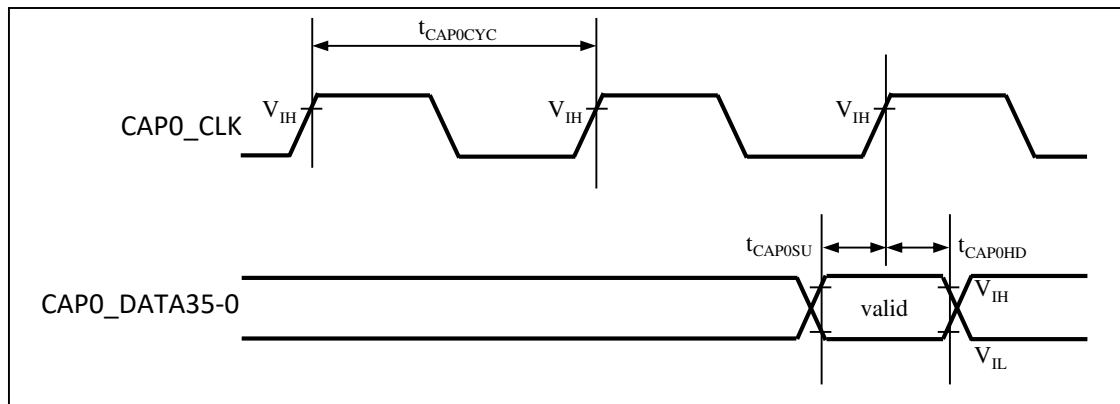 tCAP0CYC
VIH
VIH
VIH
CAP0_CLK
tCAP0SU
tCAP0HD
CAP0_DATA35-0
valid
VIH
VIL